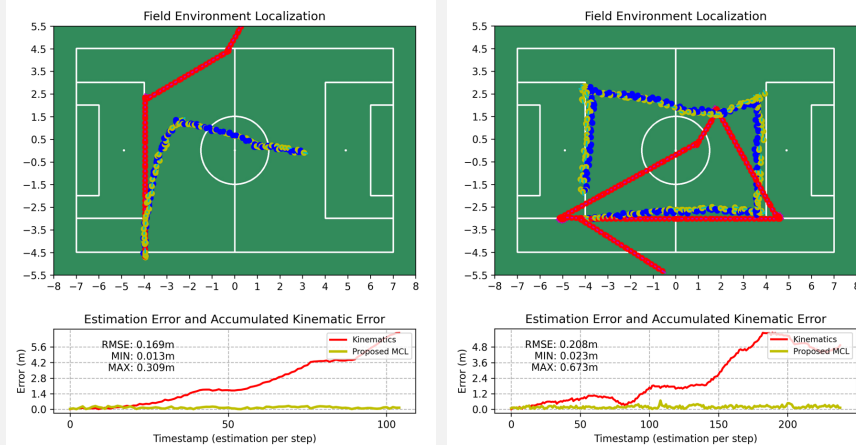 Field Environment Localization
5.5
4.5
3.5
2.5
1.5
0.5
−0.5
−1.5
−2.5
−3.5
−4.5
−5.5
−8 −7 −6 −5 −4 −3 −2 −1 0 1 2 3 4 5 6 7 8
Estimation Error and Accumulated Kinematic Error
Error (m)
5.6
4.2
2.8
1.4
0.0
RMSE: 0.169m
MIN: 0.013m
MAX: 0.309m
Kinematics
Proposed MCL
0 50 100
Timestamp (estimation per step)
Field Environment Localization
5.5
4.5
3.5
2.5
1.5
0.5
−0.5
−1.5
−2.5
−3.5
−4.5
−5.5
−8 −7 −6 −5 −4 −3 −2 −1 0 1 2 3 4 5 6 7 8
Estimation Error and Accumulated Kinematic Error
Error (m)
4.8
3.6
2.4
1.2
0.0
RMSE: 0.208m
MIN: 0.023m
MAX: 0.673m
Kinematics
Proposed MCL
0 50 100 150 200
Timestamp (estimation per step)